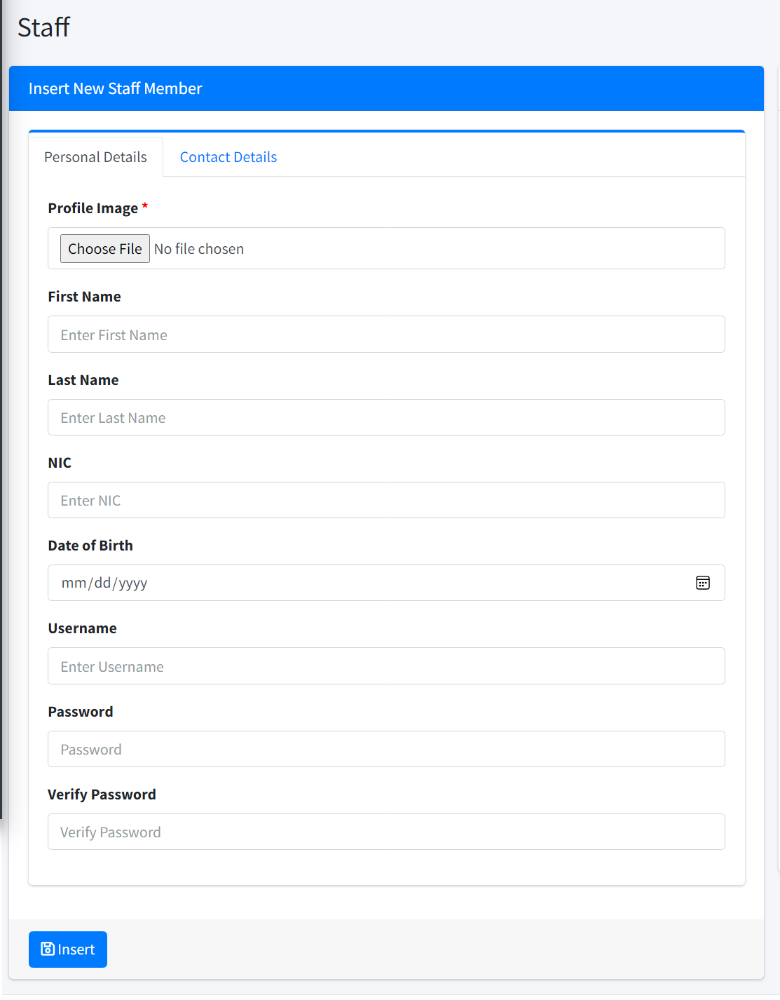 Staff
Insert New Staff Member
Personal Details Contact Details
Profile Image *
Choose File No file chosen
First Name
Enter First Name
Last Name
Enter Last Name
NIC
Enter NIC
Date of Birth
mm/dd/yyyy
Username
Enter Username
Password
Password
Verify Password
Verify Password
Insert